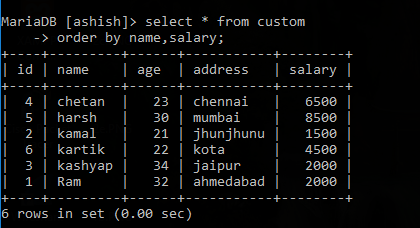 MariaDB [ashish]> select * from custom
    -> order by name,salary;
+----+---------+-----+-----------+--------+
| id | name    | age | address   | salary |
+----+---------+-----+-----------+--------+
|  4 | chetan  |  23 | chennai   |   6500 |
|  5 | harsh   |  30 | mumbai    |   8500 |
|  2 | kamal   |  21 | jhunjhunu |   1500 |
|  6 | kartik  |  22 | kota      |   4500 |
|  3 | kashyap |  34 | jaipur    |   2000 |
|  1 | Ram     |  32 | ahmedabad |   2000 |
+----+---------+-----+-----------+--------+
6 rows in set (0.00 sec)